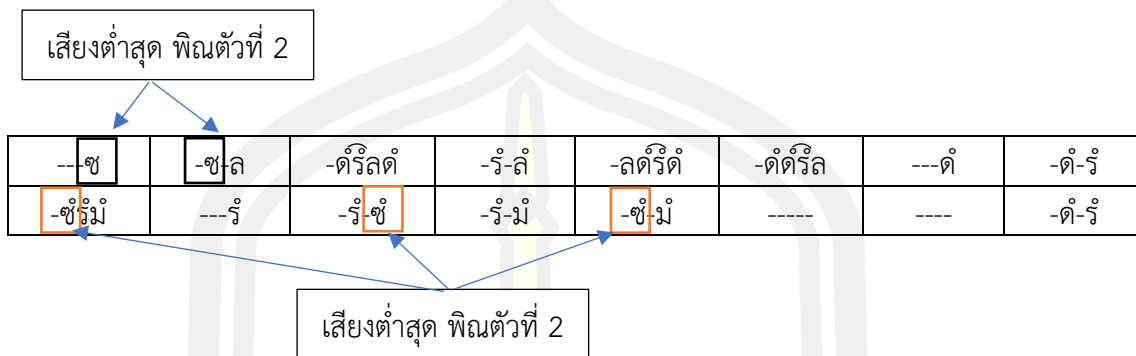 เสียงต่ำสุด พิณตัวที่ 2
---ซ -ซ-ล -ดํรํลดํ -รํ-ลํ -ลดํรํดํ -ดํดํรํล ---ดํ -ดํ-รํ
-ซํรํมํ ---รํ -รํ-ซํ -รํ-มํ -ซํ-มํ ----- ---- -ดํ-รํ
เสียงต่ำสุด พิณตัวที่ 2